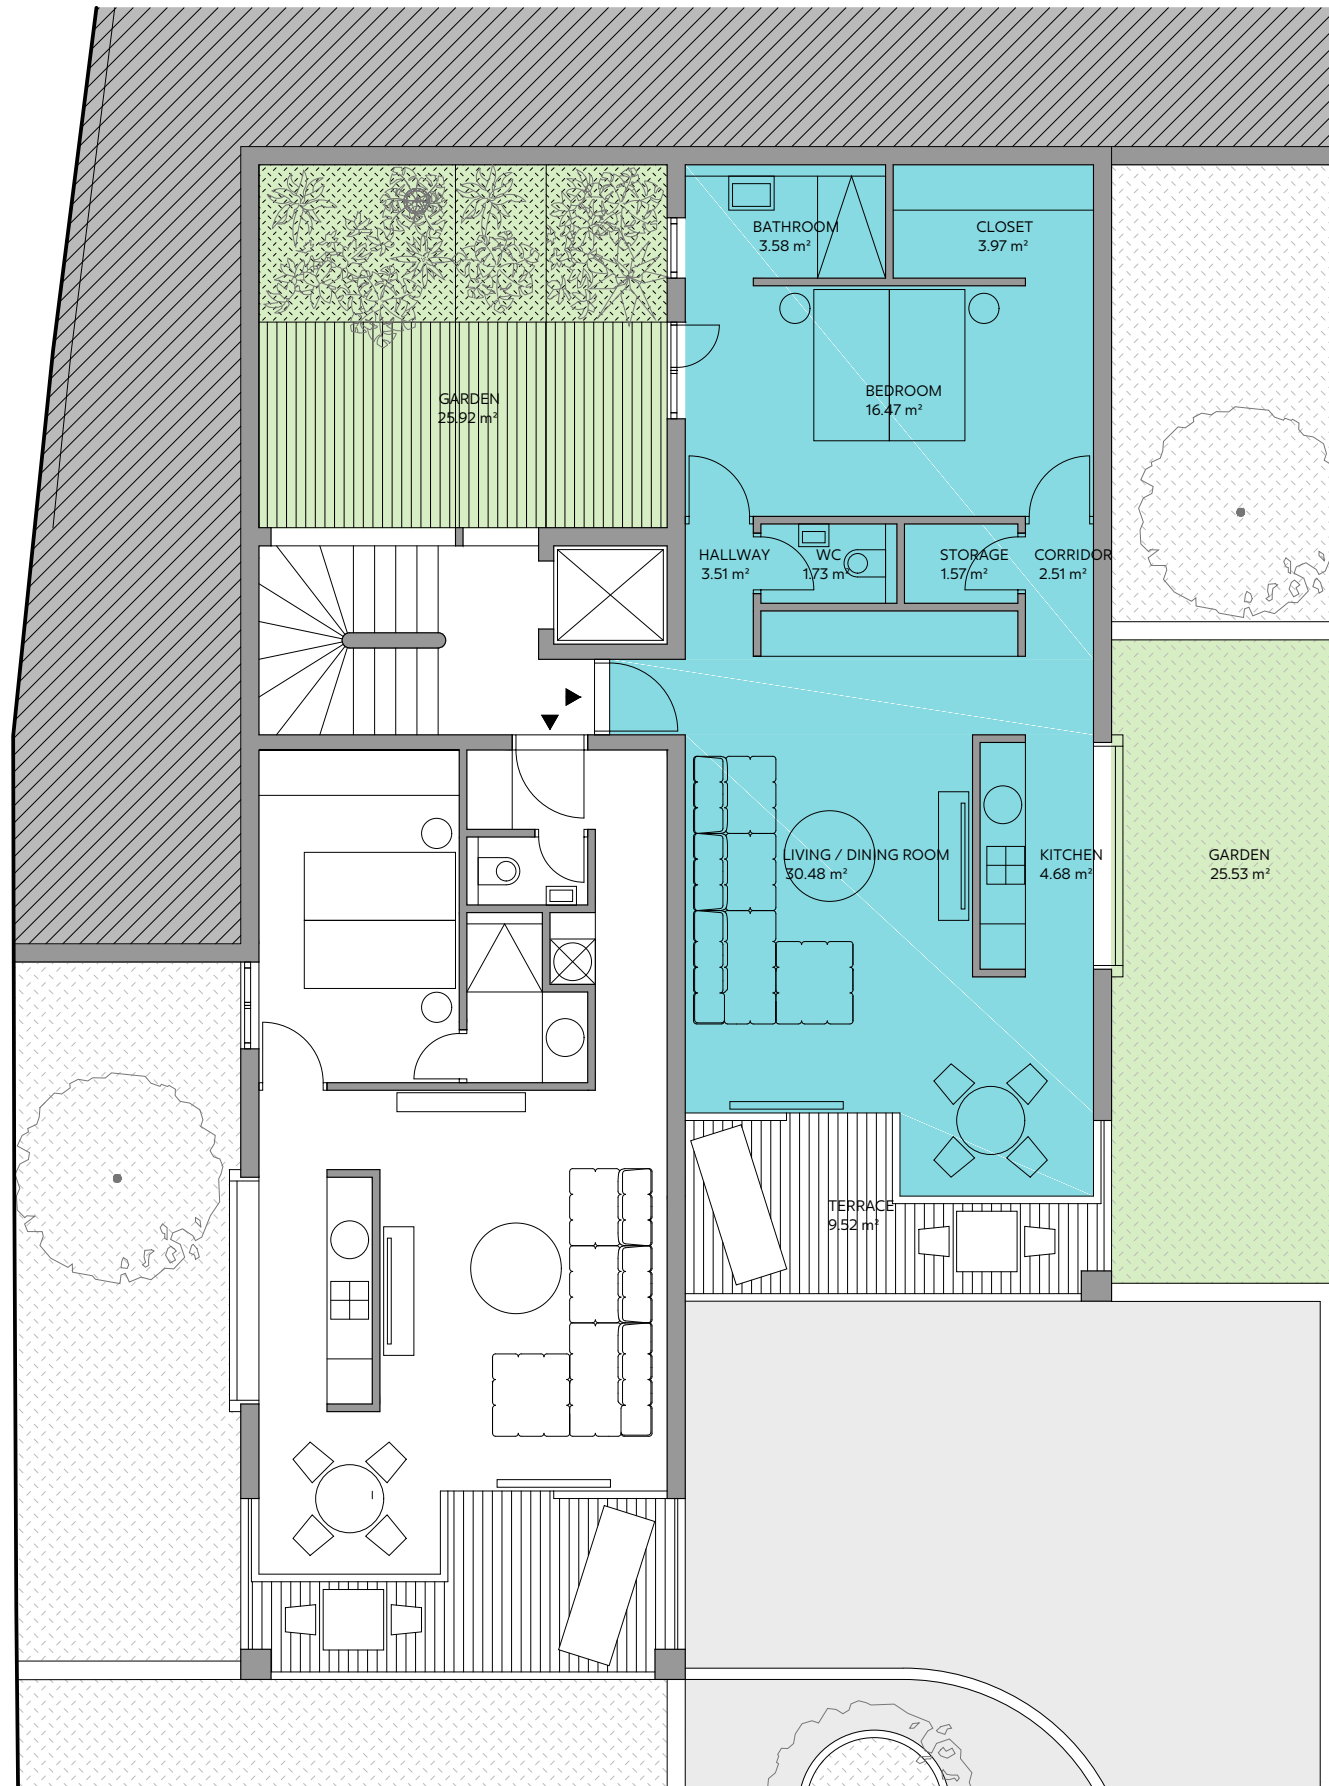 BATHROOM
3.58 m²
CLOSET
3.97 m²
GARDEN
25.92 m²
BEDROOM
16.47 m²
HALLWAY
3.51 m²
WC
1.73 m²
STORAGE
1.57 m²
CORRIDOR
2.51 m²
LIVING / DINING ROOM
30.48 m²
KITCHEN
4.68 m²
GARDEN
25.53 m²
TERRACE
9.52 m²